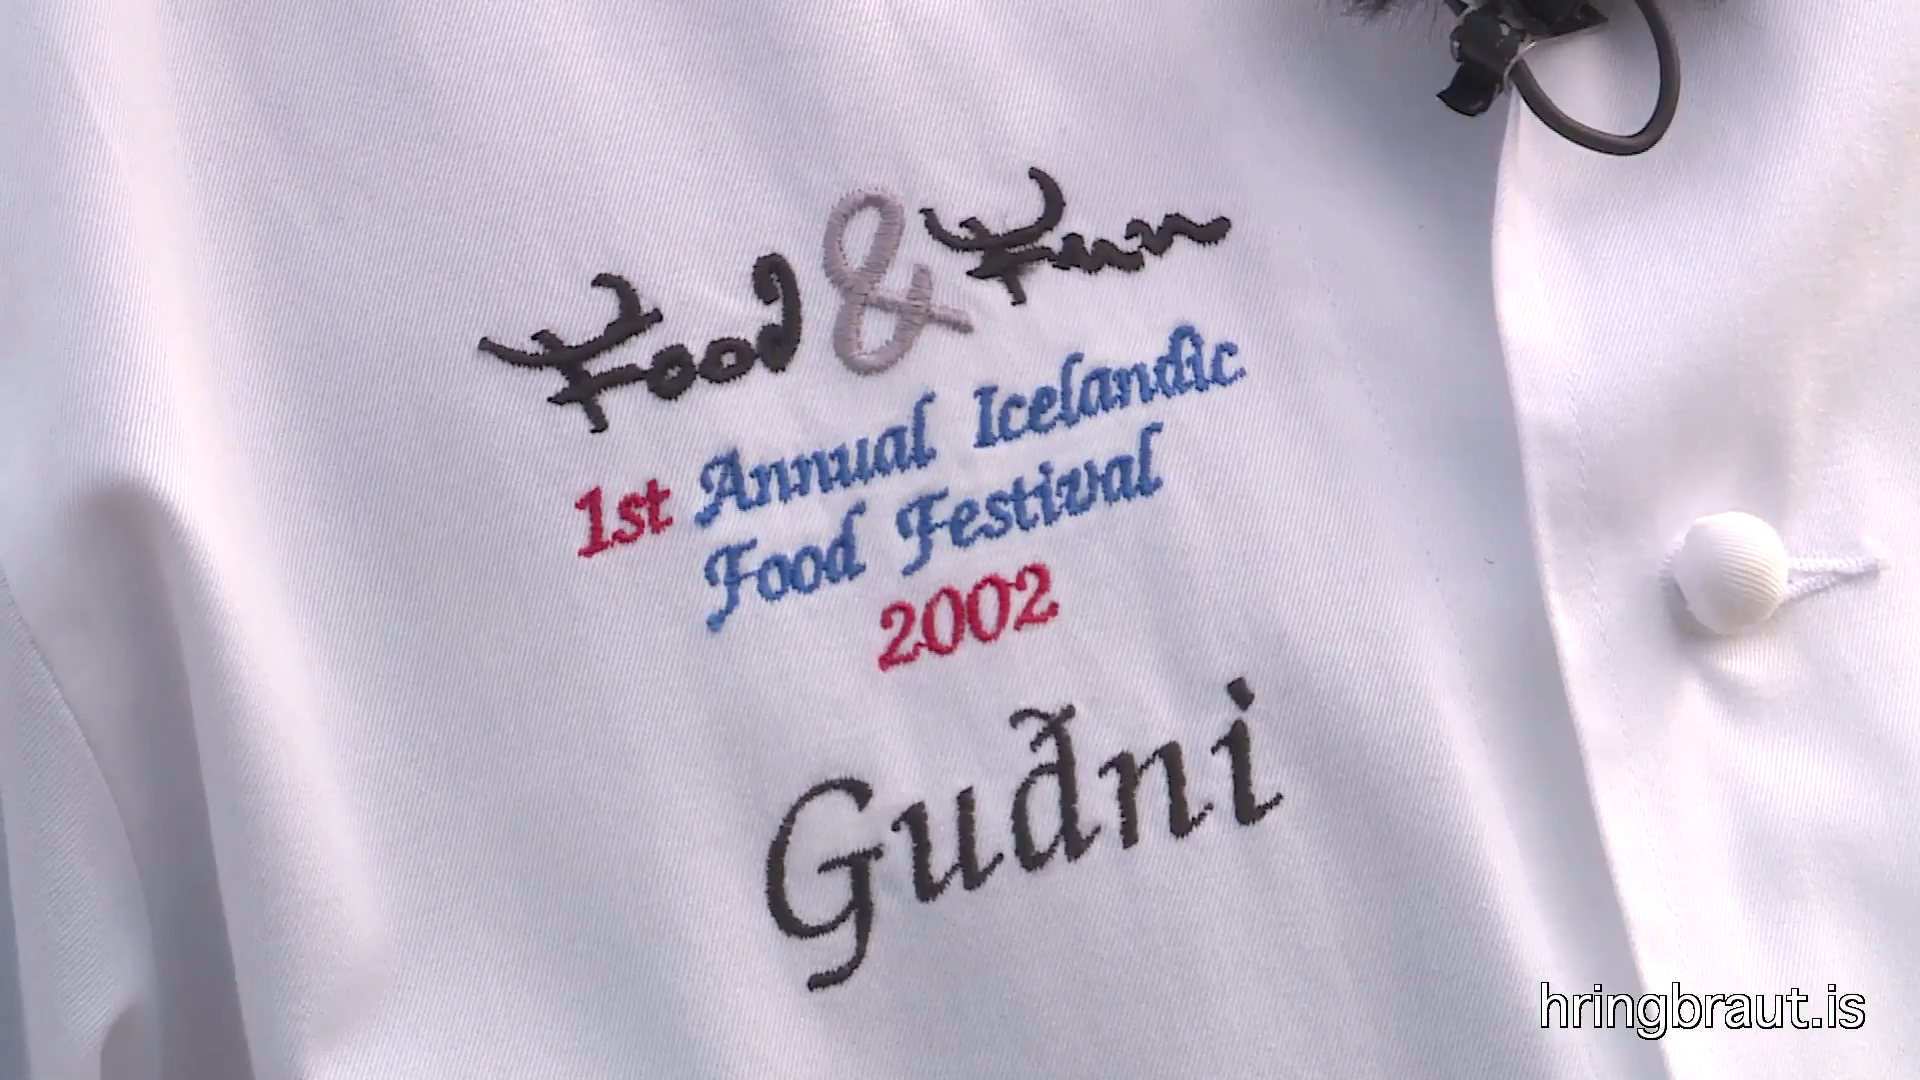 Food & Fun
1st Annual Icelandic
Food Festival
2002
Guðni
hringbraut.is